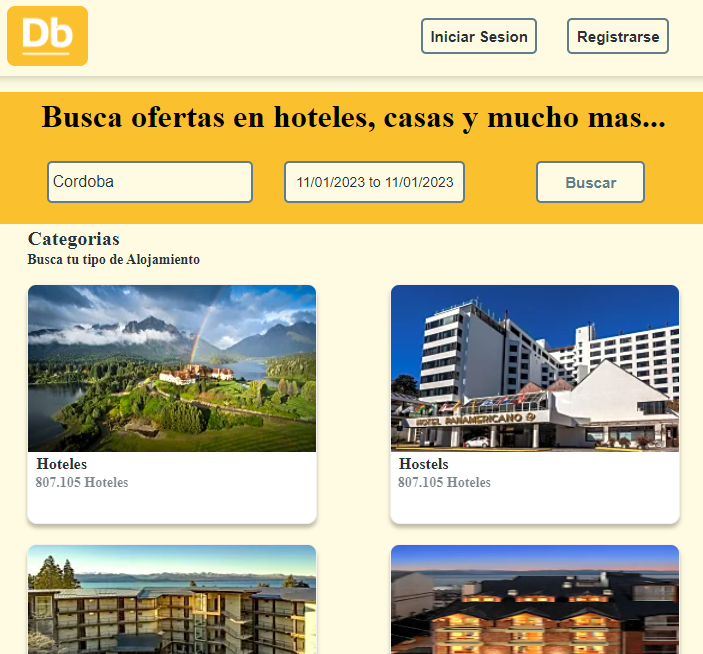 Db
Iniciar Sesion
Registrarse
Busca ofertas en hoteles, casas y mucho mas...
Cordoba
11/01/2023 to 11/01/2023
Buscar
Categorias
Busca tu tipo de Alojamiento
HOTEL PANAMERICANO
Hoteles
807.105 Hoteles
Hostels
807.105 Hoteles